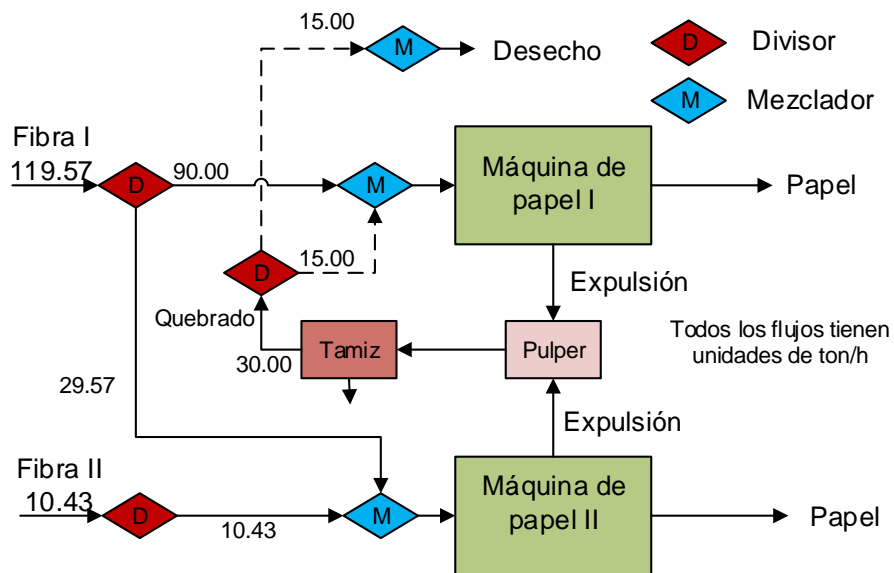 15.00
M
Desecho
D
Divisor
M
Mezclador
Fibra I
119.57
D
90.00
M
Máquina de
papel I
Papel
D
15.00
Quebrado
30.00
Tamiz
Pulper
Expulsión
Todos los flujos tienen
unidades de ton/h
29.57
Expulsión
Fibra II
10.43
D
10.43
M
Máquina de
papel II
Papel